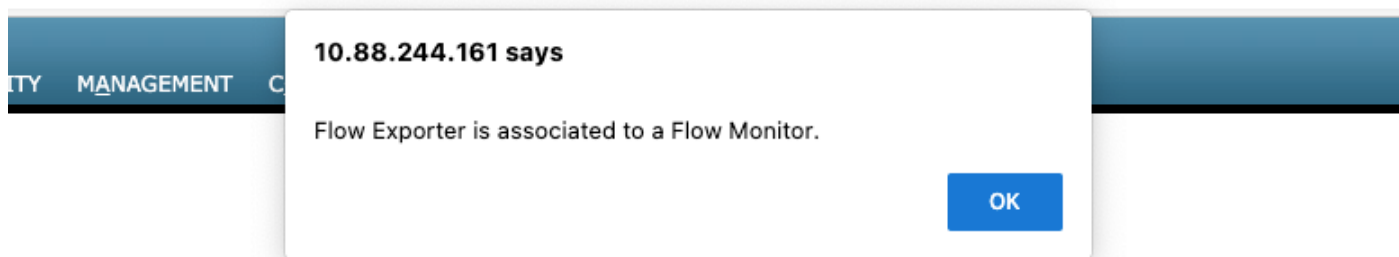 10.88.244.161 says
ITY MANAGEMENT C
Flow Exporter is associated to a Flow Monitor.
OK